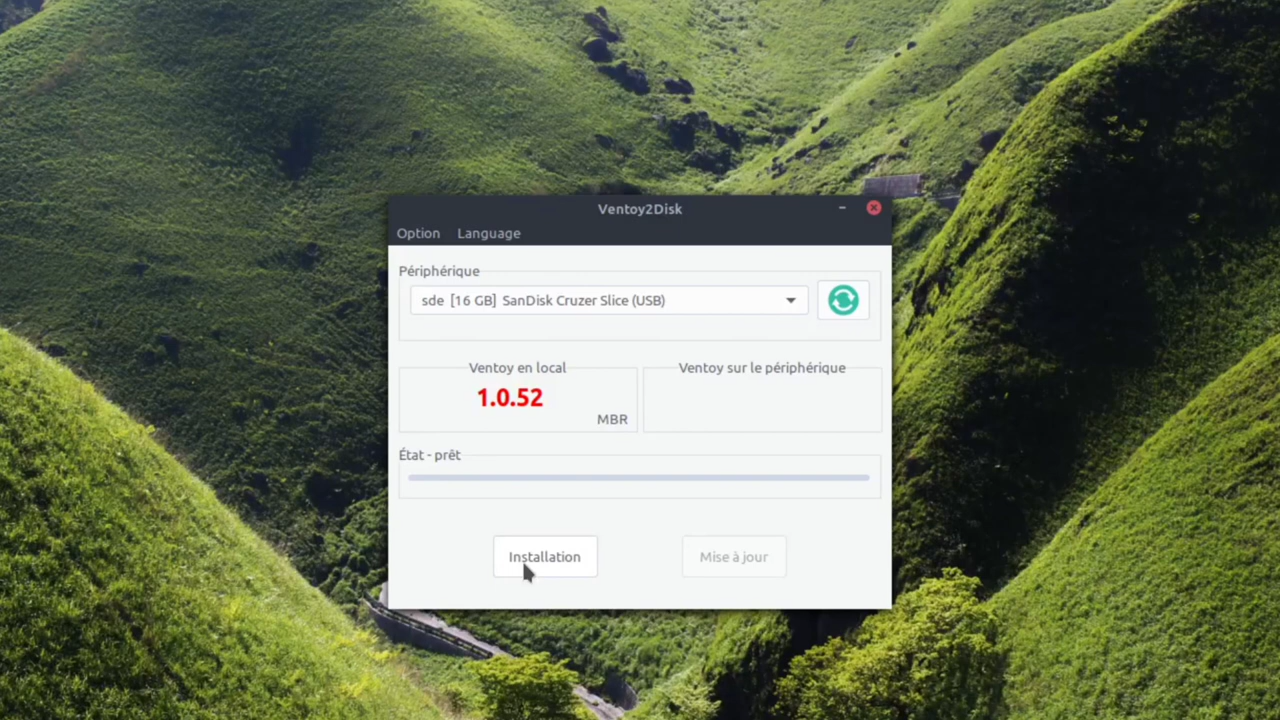 Ventoy2Disk
Option Language
Périphérique
sde [16 GB] SanDisk Cruzer Slice (USB)
Ventoy en local
1.0.52
MBR
Ventoy sur le périphérique
État - prêt
Installation
Mise à jour